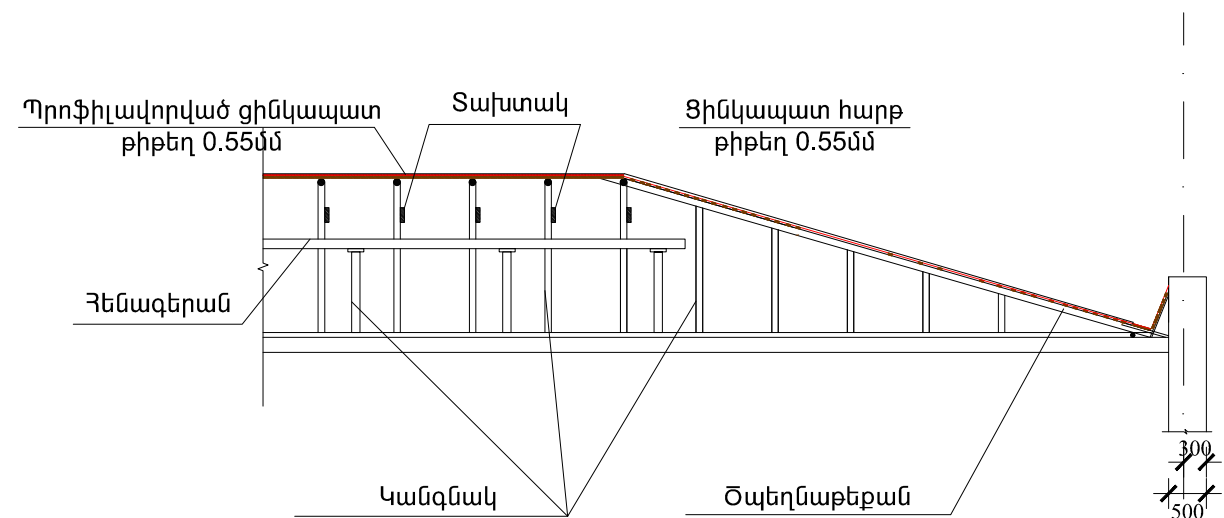 Պրոֆիլավորված ցինկապատ
թիթեղ 0.55մմ
Տախտակ
Ցինկապատ հարթ
թիթեղ 0.55մմ
Հենագերան
Կանգնակ
Ծպեղնաթեքան
300
500